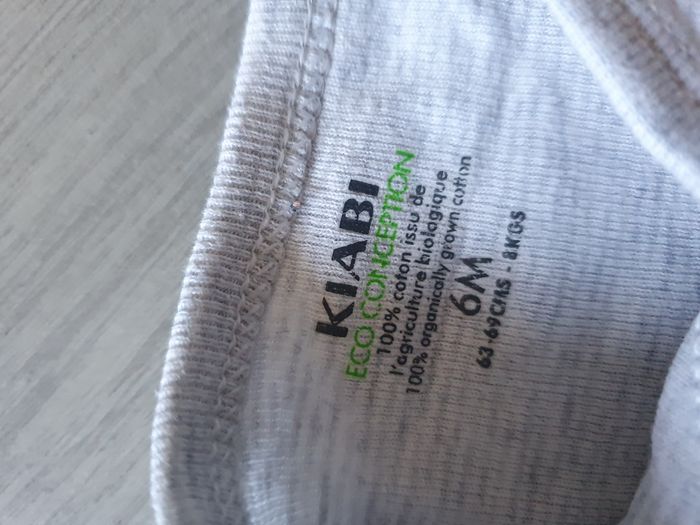 KIABI
ECO CONCEPTION
100% coton issu de
l'agriculture biologique
100% organically grown cotton
6M
63-69CMS - 8KGS